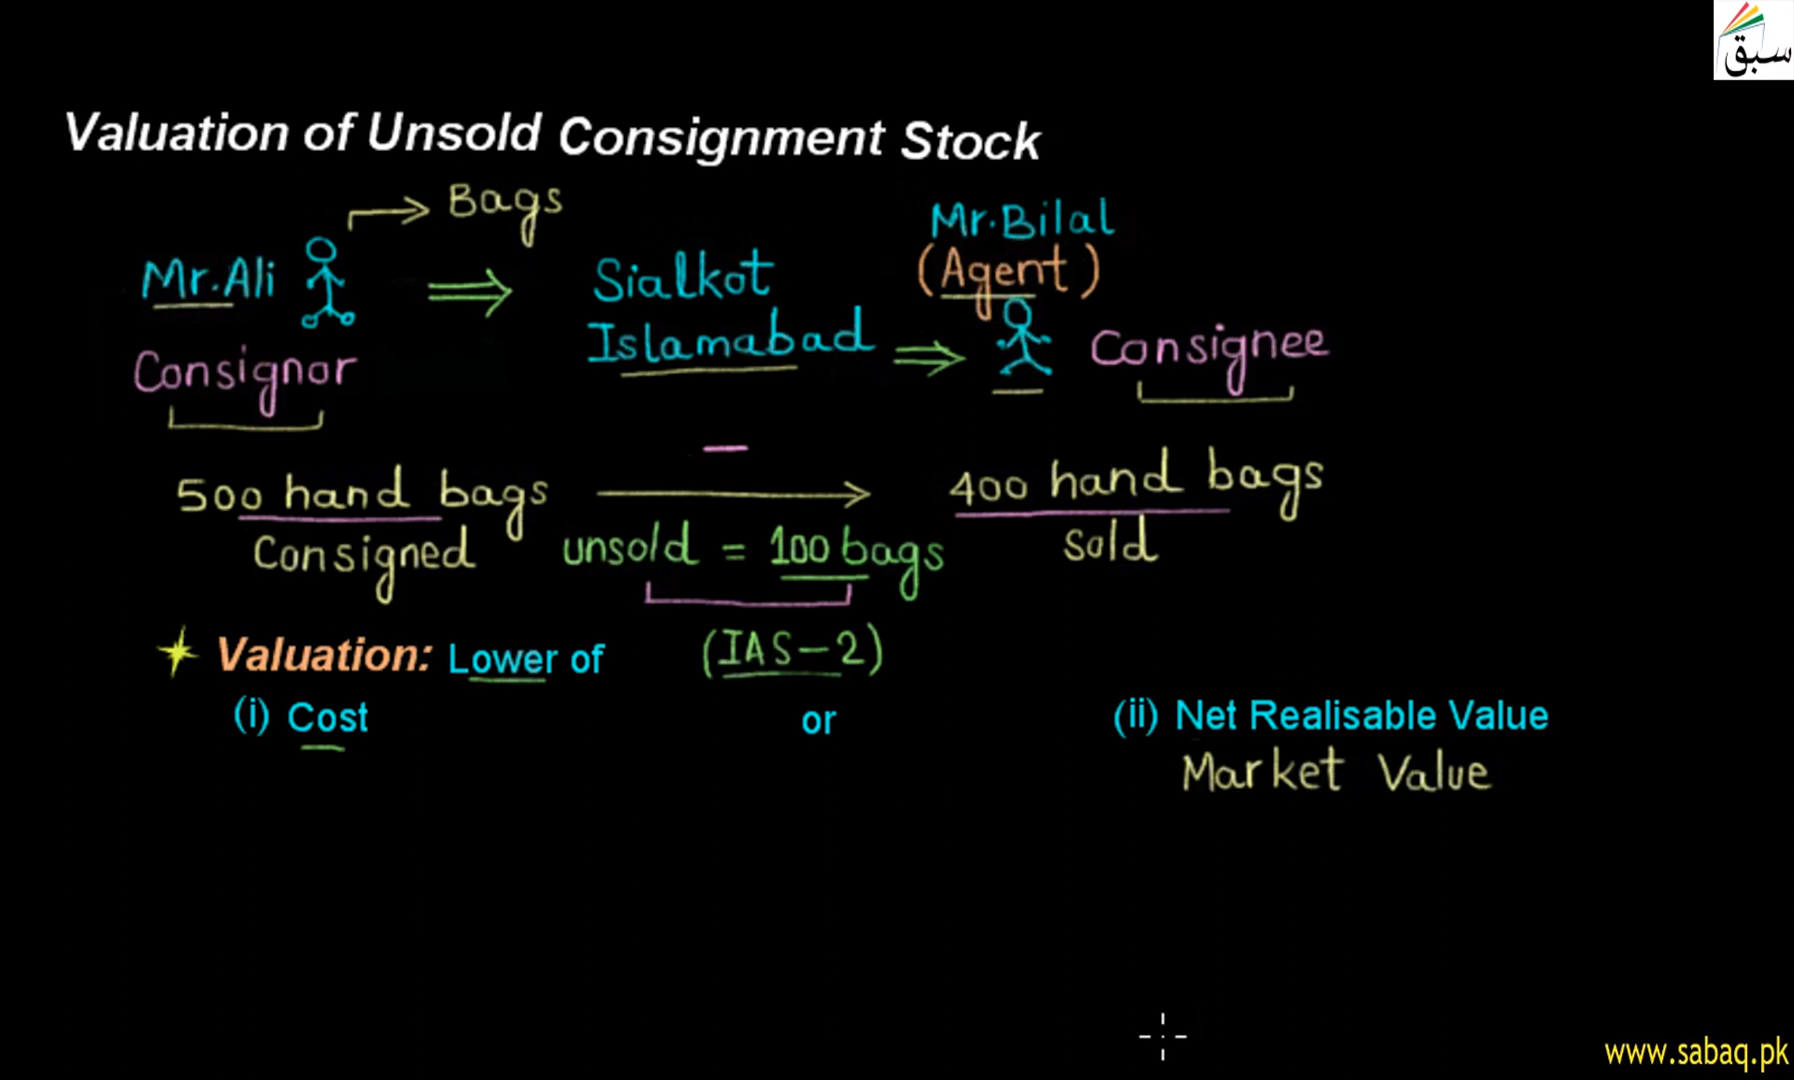 سبق
Valuation of Unsold Consignment Stock
Bags
Mr. Bilal
Mr. Ali
Sialkot
(Agent)
Islamabad
Consignee
Consignor
500 hand bags
400 hand bags
Consigned
unsold = 100 bags
sold
Valuation: Lower of
(IAS-2)
(i) Cost
or
(ii) Net Realisable Value
Market Value
www.sabaq.pk